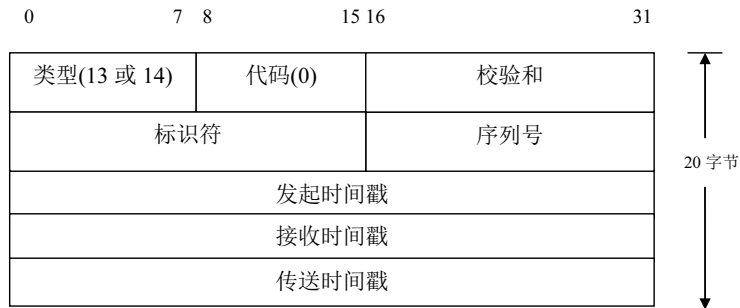 0 7 8 15 16 31
类型(13 或 14) 代码(0) 校验和
标识符 序列号
20 字节
发起时间戳
接收时间戳
传送时间戳